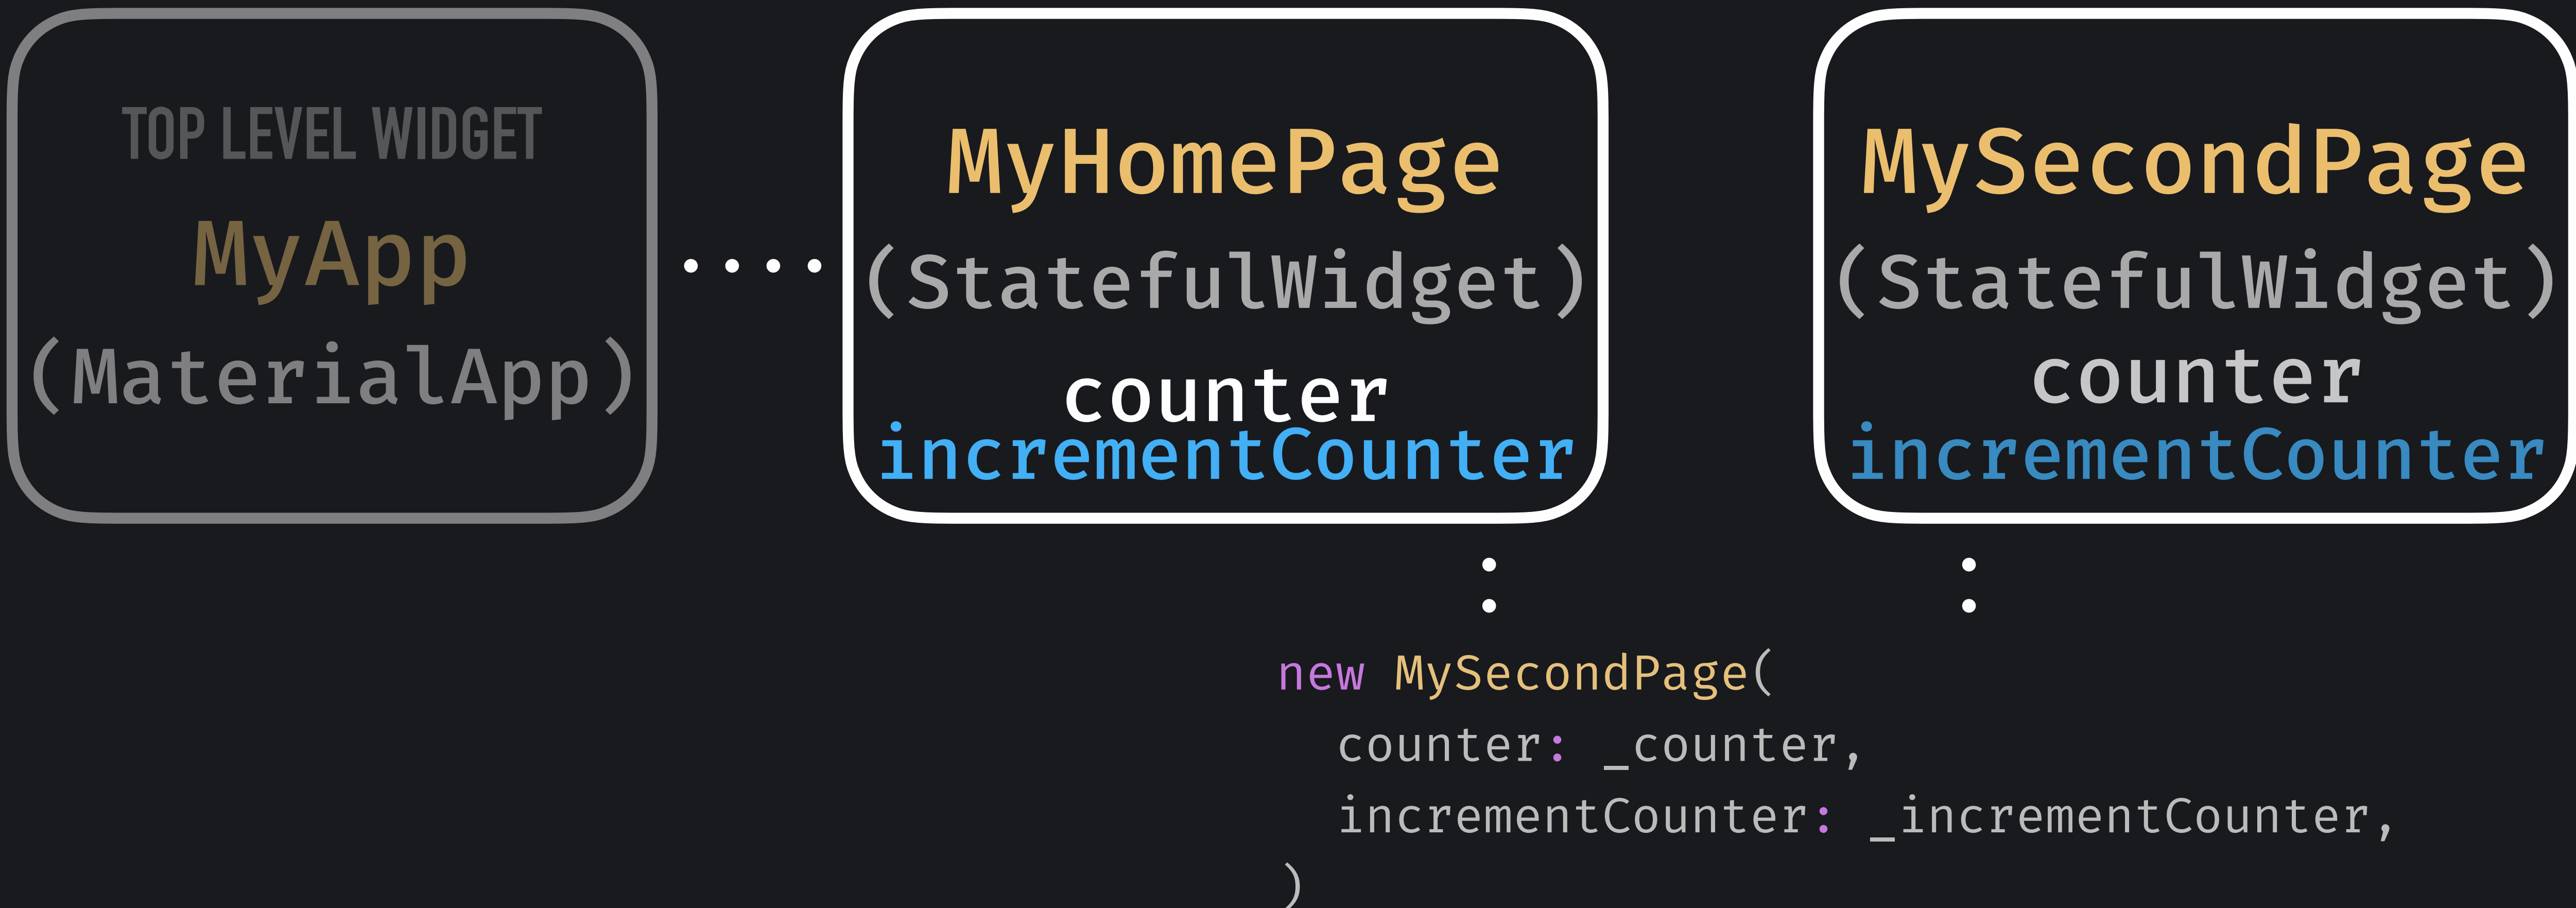 TOP LEVEL WIDGET
MyApp
(MaterialApp)
MyHomePage
(StatefulWidget)
counter
incrementCounter
MySecondPage
(StatefulWidget)
counter
incrementCounter
new MySecondPage(
counter: _counter,
incrementCounter: _incrementCounter,
)